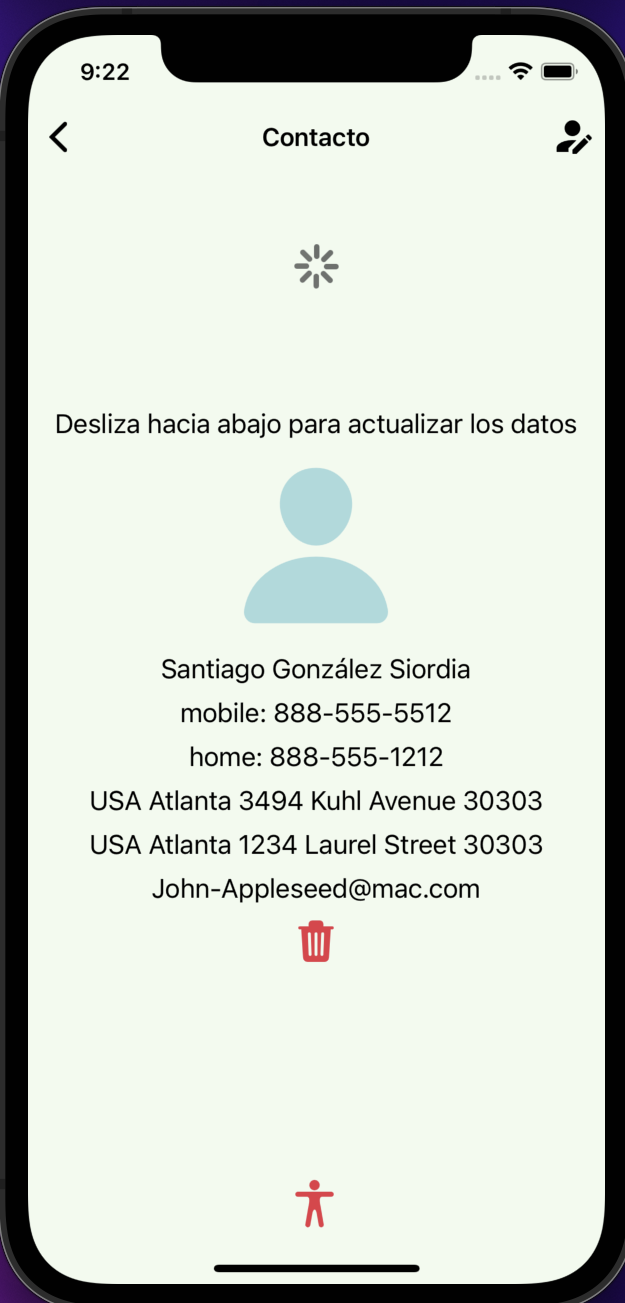 9:22
Contacto
Desliza hacia abajo para actualizar los datos
Santiago González Siordia
mobile: 888-555-5512
home: 888-555-1212
USA Atlanta 3494 Kuhl Avenue 30303
USA Atlanta 1234 Laurel Street 30303
John-Appleseed@mac.com